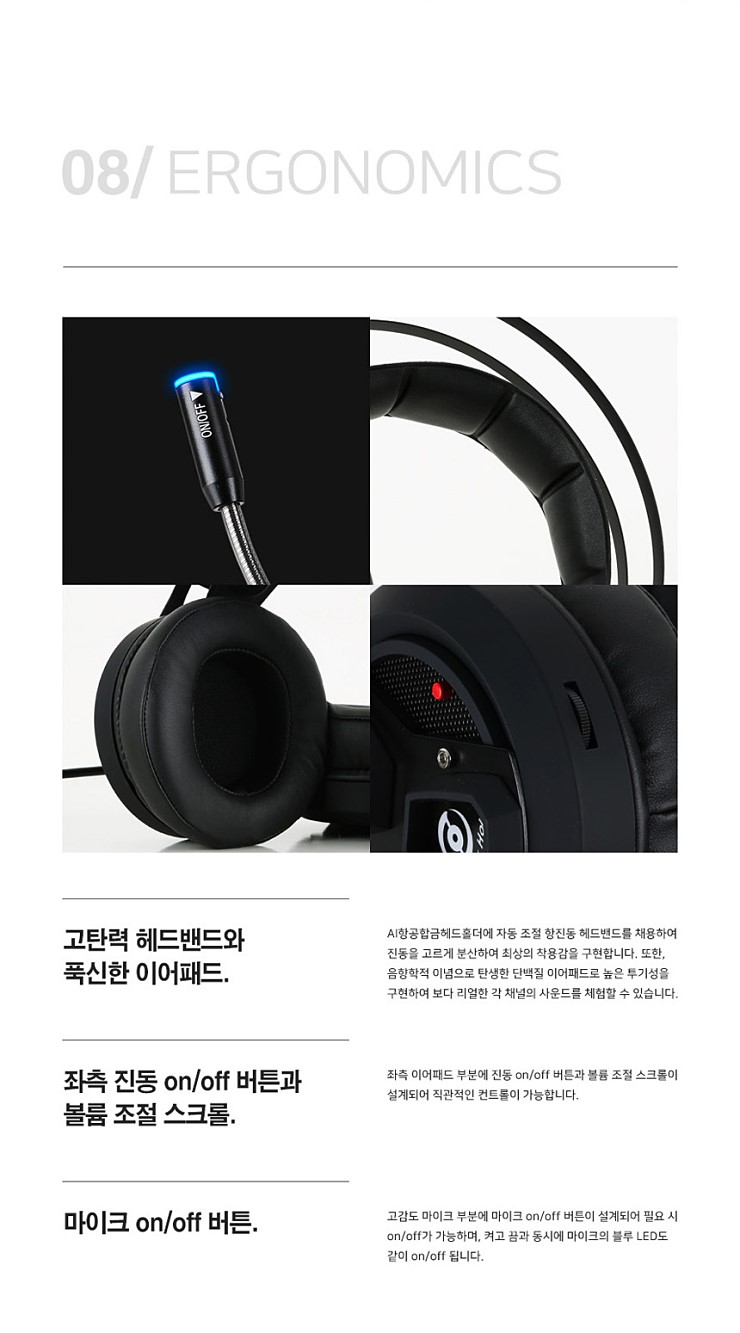 08/ ERGONOMICS
ON/OFF
고탄력 헤드밴드와
푹신한 이어패드.
AI항공합금헤드홀더에 자동 조절 항진동 헤드밴드를 채용하여
진동을 고르게 분산하여 최상의 착용감을 구현합니다. 또한,
음향학적 이념으로 탄생한 단백질 이어패드로 높은 투기성을
구현하여 보다 리얼한 각 채널의 사운드를 체험할 수 있습니다.
좌측 진동 on/off 버튼과
볼륨 조절 스크롤.
좌측 이어패드 부분에 진동 on/off 버튼과 볼륨 조절 스크롤이
설계되어 직관적인 컨트롤이 가능합니다.
마이크 on/off 버튼.
고감도 마이크 부분에 마이크 on/off 버튼이 설계되어 필요 시
on/off가 가능하며, 켜고 끔과 동시에 마이크의 블루 LED도
같이 on/off 됩니다.